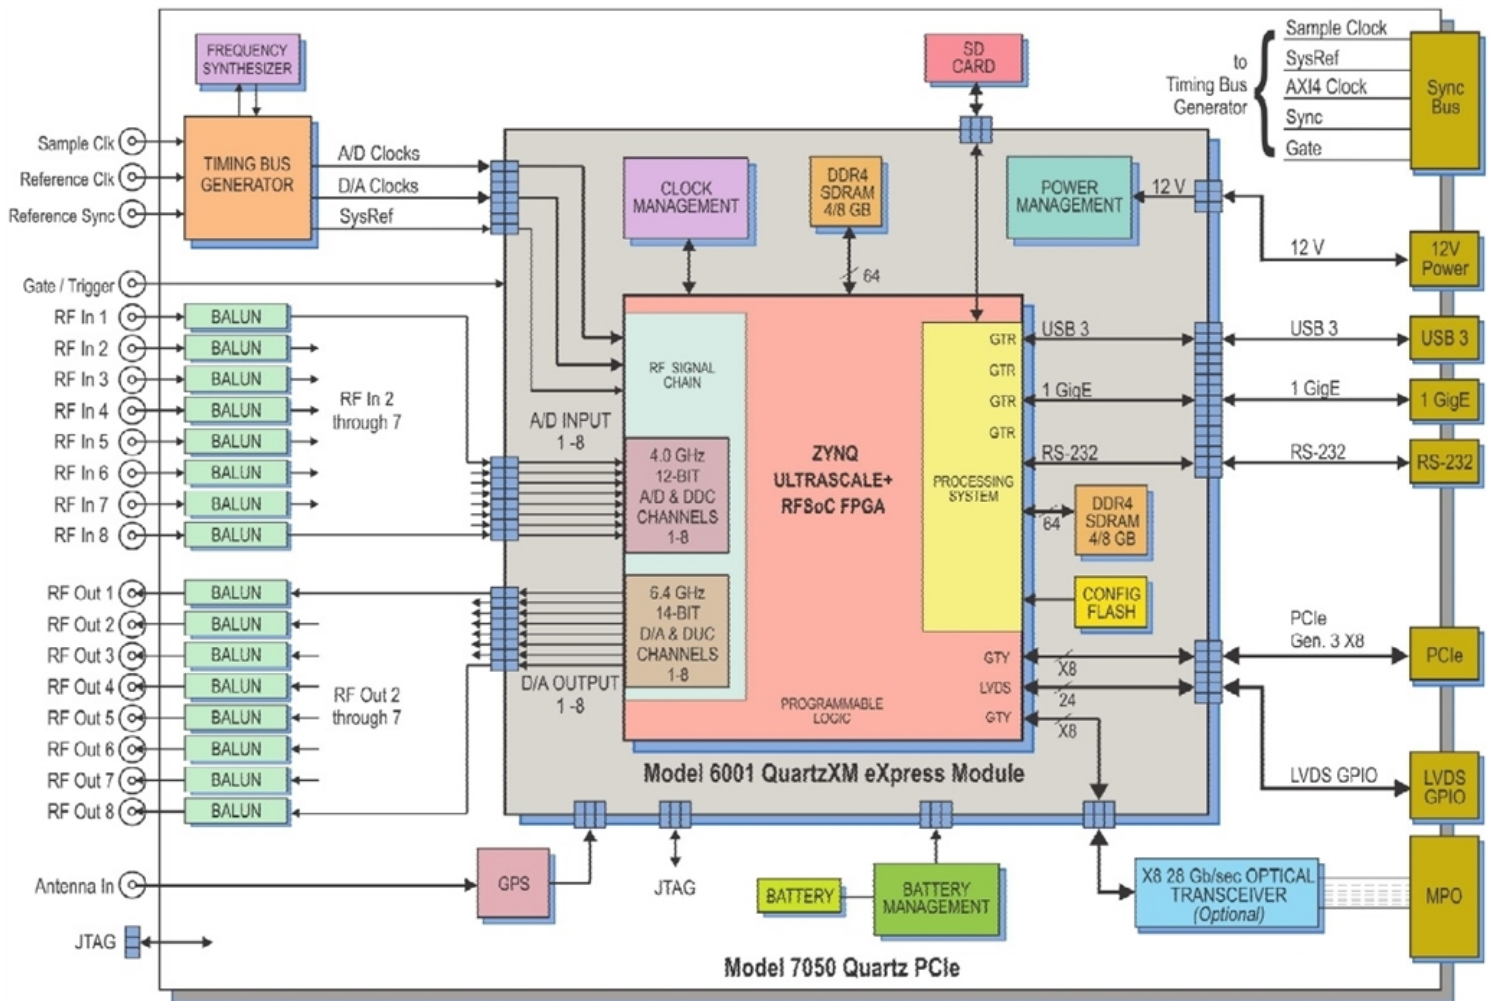 FREQUENCY
SYNTHESIZER
SD
CARD
to
Timing Bus
Generator
Sample Clock
SysRef
AXI4 Clock
Sync
Gate
Sync
Bus
Sample Clk
Reference Clk
Reference Sync
TIMING BUS
GENERATOR
A/D Clocks
D/A Clocks
SysRef
CLOCK
MANAGEMENT
DDR4
SDRAM
4/8 GB
64
POWER
MANAGEMENT
12 V
12 V
12V
Power
Gate / Trigger
RF In 1
RF In 2
RF In 3
RF In 4
RF In 5
RF In 6
RF In 7
RF In 8
BALUN
BALUN
BALUN
BALUN
BALUN
BALUN
BALUN
BALUN
RF In 2
through 7
A/D INPUT
1 -8
RF SIGNAL
CHAIN
4.0 GHz
12-BIT
A/D & DDC
CHANNELS
1-8
6.4 GHz
14-BIT
D/A & DUC
CHANNELS
1-8
ZYNQ
ULTRASCALE+
RFSoC FPGA
PROCESSING
SYSTEM
GTR
GTR
GTR
GTR
USB 3
1 GigE
RS-232
USB 3
1 GigE
RS-232
USB 3
1 GigE
RS-232
64
DDR4
SDRAM
4/8 GB
CONFIG
FLASH
RF Out 1
RF Out 2
RF Out 3
RF Out 4
RF Out 5
RF Out 6
RF Out 7
RF Out 8
BALUN
BALUN
BALUN
BALUN
BALUN
BALUN
BALUN
BALUN
RF Out 2
through 7
D/A OUTPUT
1 -8
PROGRAMMABLE
LOGIC
GTY
LVDS
GTY
X8
24
X8
PCIe
Gen. 3 X8
PCIe
LVDS GPIO
LVDS
GPIO
Model 6001 QuartzXM eXpress Module
Antenna In
GPS
JTAG
BATTERY
BATTERY
MANAGEMENT
X8 28 Gb/sec OPTICAL
TRANSCEIVER
(Optional)
MPO
JTAG
Model 7050 Quartz PCIe